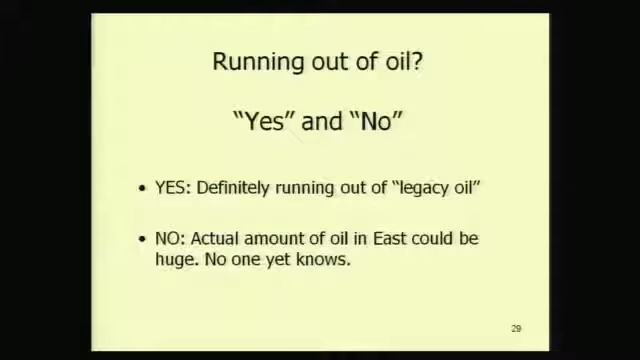 Running out of oil?
“Yes” and “No”
• YES: Definitely running out of “legacy oil”
• NO: Actual amount of oil in East could be
huge. No one yet knows.
29